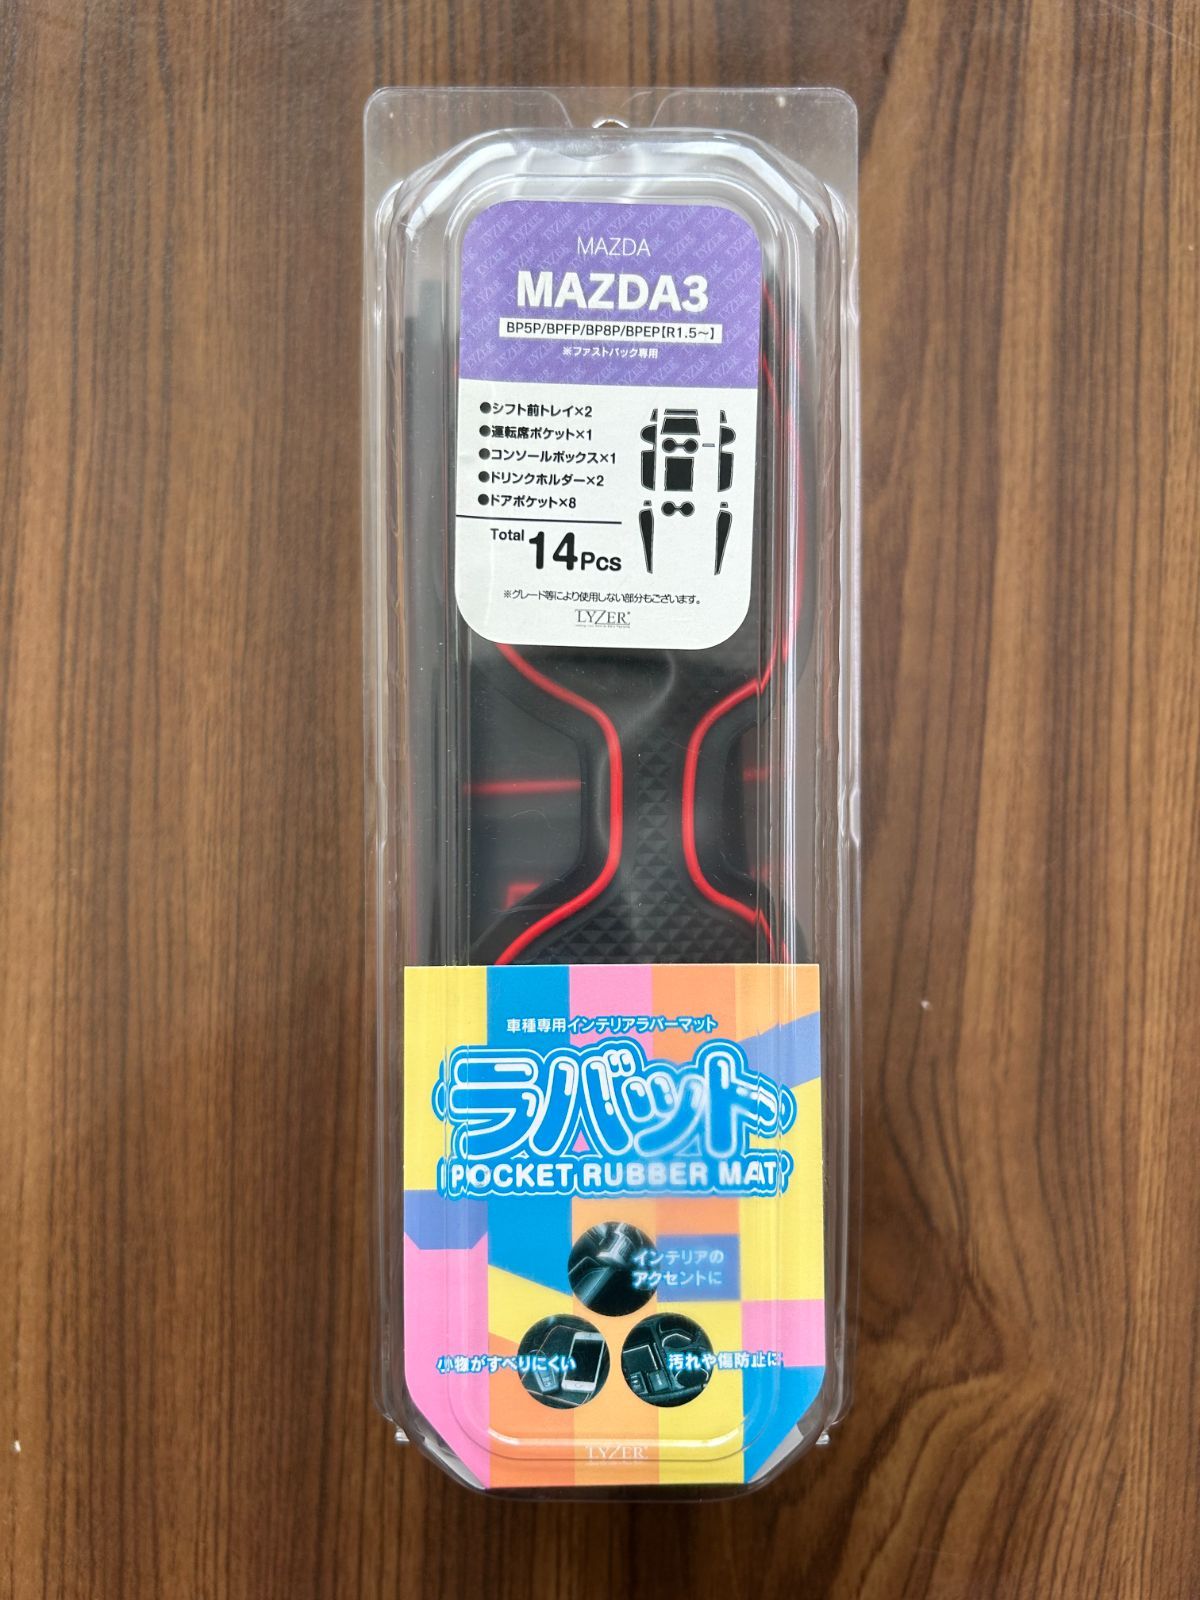 MAZDA
MAZDA3
BP5P/BPFP/BP8P/BPEP【R1.5〜】
※ファストバック専用
●シフト前トレイ×2
●運転席ポケット×1
●コンソールボックス×1
●ドリンクホルダー×2
●ドアポケット×8
Total 14Pcs
※グレード等により使用しない部分もございます。
LYZER
車種専用インテリアラバーマット
ラバット
POCKET RUBBER MAT
インテリアの
アクセントに
小物がすべりにくい
汚れや傷防止に
LYZER